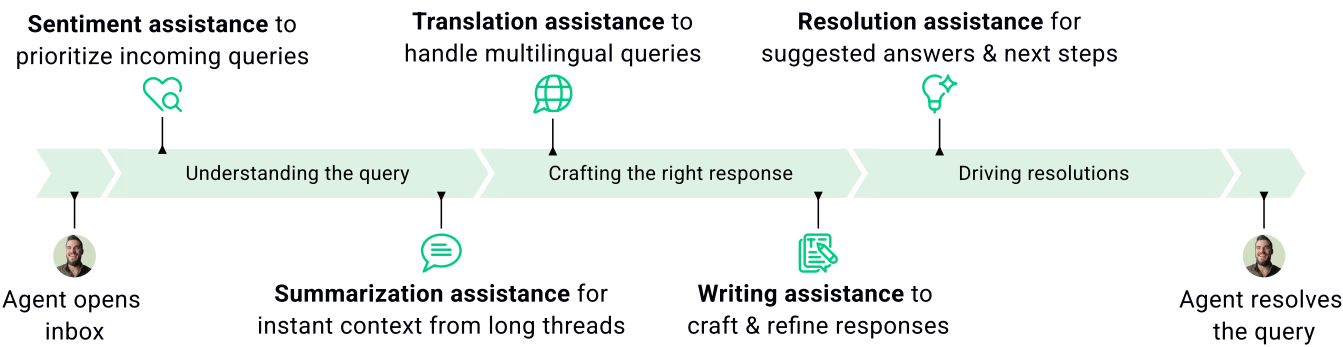 Sentiment assistance to
prioritize incoming queries
Translation assistance to
handle multilingual queries
Resolution assistance for
suggested answers & next steps
Understanding the query
Crafting the right response
Driving resolutions
Agent opens
inbox
Summarization assistance for
instant context from long threads
T
Writing assistance to
craft & refine responses
Agent resolves
the query